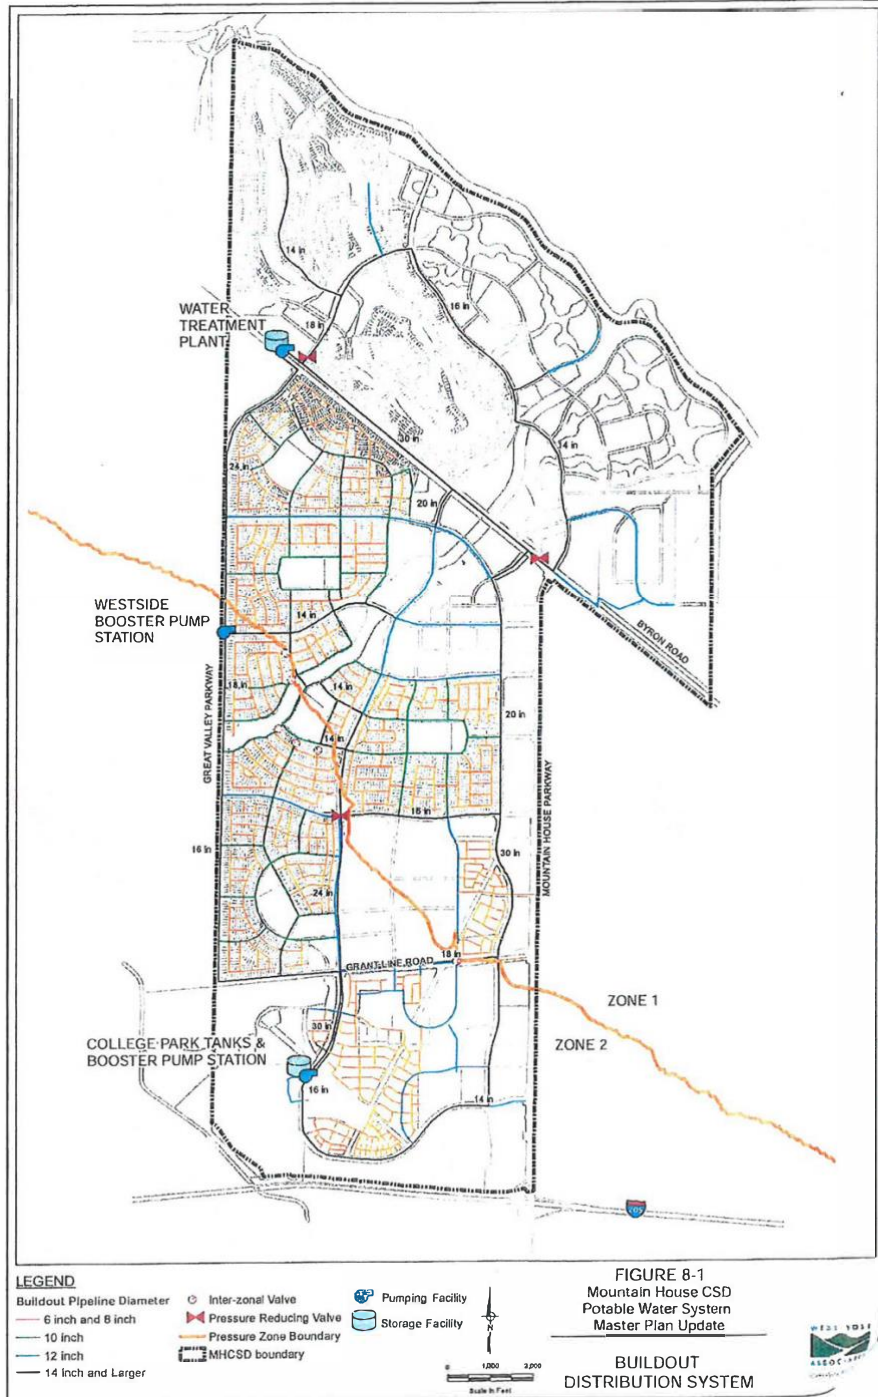 14 in
16 in
WATER
TREATMENT
PLANT
18 in
30 in
14 in
24 in
20 in
WESTSIDE
BOOSTER PUMP
STATION
14 in
BYRON ROAD
18 in
14 in
GREAT VALLEY PARKWAY
20 in
14 in
MOUNTAIN HOUSE PARKWAY
16 in
16 in
30 in
24 in
18 in
GRANT LINE ROAD
ZONE 1
30 in
ZONE 2
COLLEGE PARK TANKS &
BOOSTER PUMP STATION
16 in
14 in
205
LEGEND
Buildout Pipeline Diameter
6 inch and 8 inch
10 inch
12 inch
14 Inch and Larger
Inter-zonal Valve
Pressure Reducing Valve
Pressure Zone Boundary
MHCSD boundary
Pumping Facility
Storage Facility
N
0 1,000 2,000
Scale in Feet
FIGURE 8-1
Mountain House CSD
Potable Water System
Master Plan Update
BUILDOUT
DISTRIBUTION SYSTEM
WEST YOST